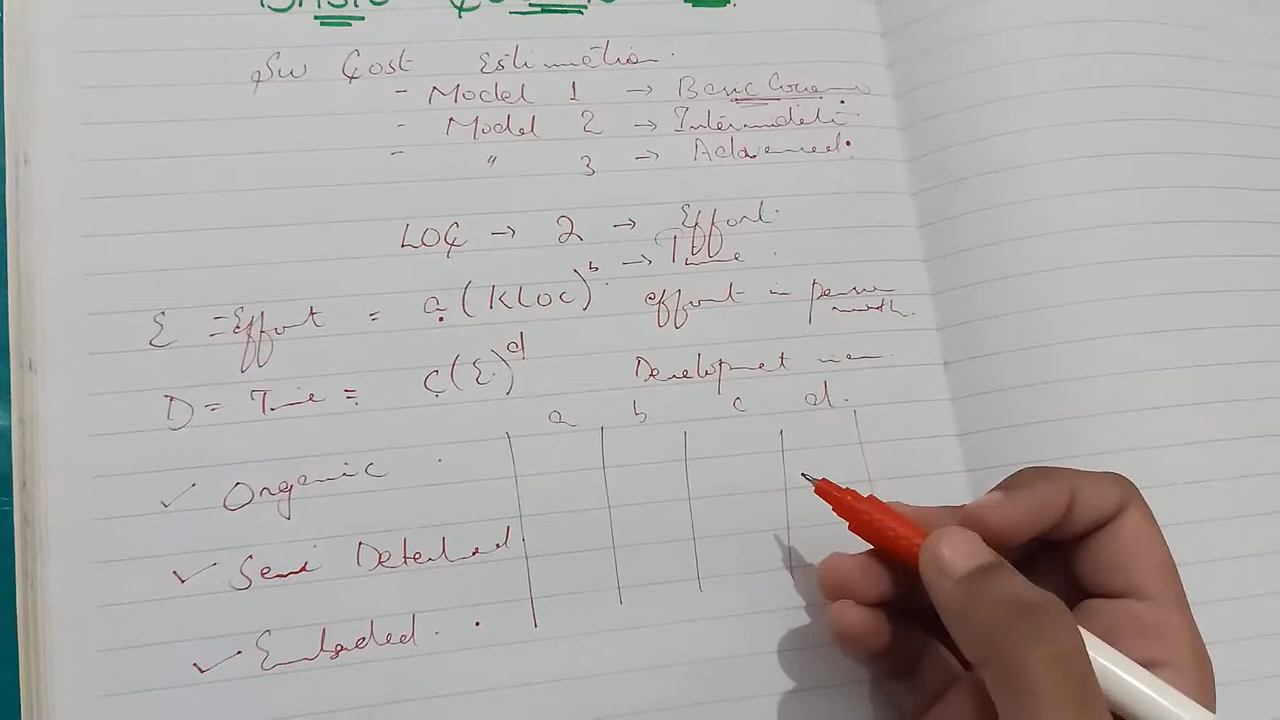 Basic
SW Cost Estimation.
- Model 1 → Basic
- Model 2 → Intermediate
- " 3 → Advanced.
LOC → 2 → Effort.
→ Time
E = Effort = a(KLOC)^b effort in person month.
D = Time = c(E)^d Development
a b c d.
✓ Organic
✓ Semi Detached
✓ Embedded.